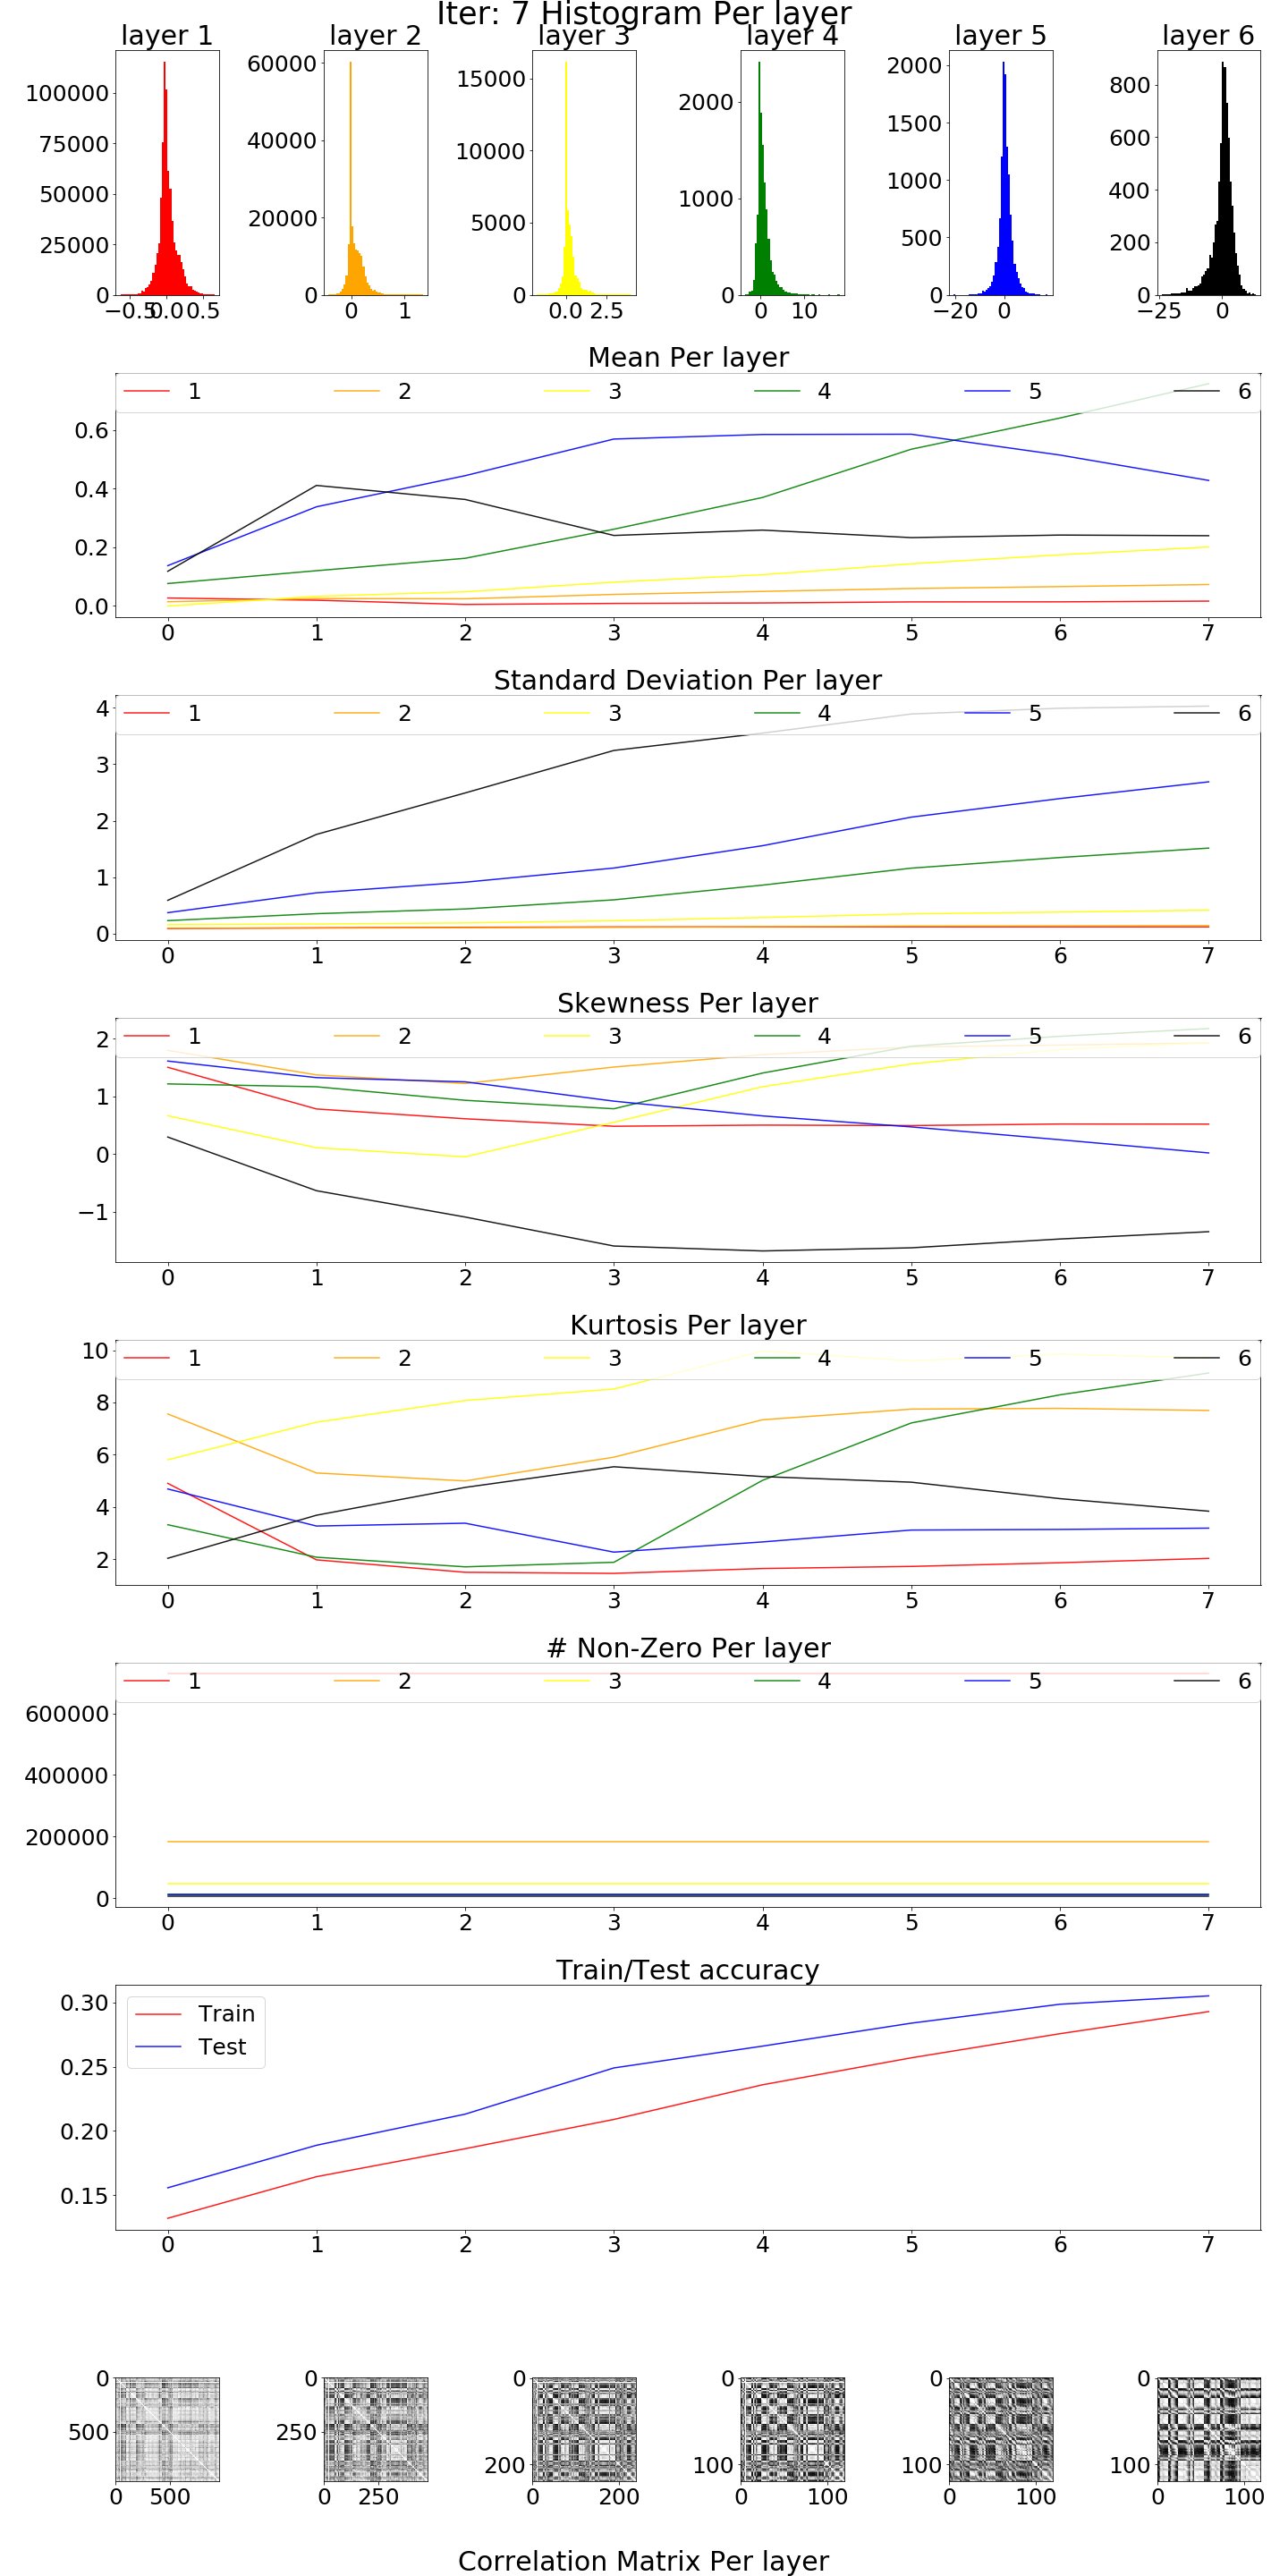 Iter: 7 Histogram Per layer
layer 1 layer 2 layer 3 layer 4 layer 5 layer 6
100000 75000 50000 25000 0
−0.5 0.0 0.5
60000 40000 20000 0
0 1
15000 10000 5000 0
0.0 2.5
2000 1000 0
0 10
2000 1500 1000 500 0
−20 0
800 600 400 200 0
−25 0
Mean Per layer
1 2 3 4 5 6
0.6
0.4
0.2
0.0
0 1 2 3 4 5 6 7
Standard Deviation Per layer
1 2 3 4 5 6
4
3
2
1
0
0 1 2 3 4 5 6 7
Skewness Per layer
1 2 3 4 5 6
2
1
0
−1
0 1 2 3 4 5 6 7
Kurtosis Per layer
1 2 3 4 5 6
10
8
6
4
2
0 1 2 3 4 5 6 7
# Non-Zero Per layer
1 2 3 4 5 6
600000
400000
200000
0
0 1 2 3 4 5 6 7
Train/Test accuracy
Train
Test
0.30
0.25
0.20
0.15
0 1 2 3 4 5 6 7
0 500
0 500
0 250
0 250
0 200
0 200
0 100
0 100
0 100
0 100
0 100
0 100
Correlation Matrix Per layer